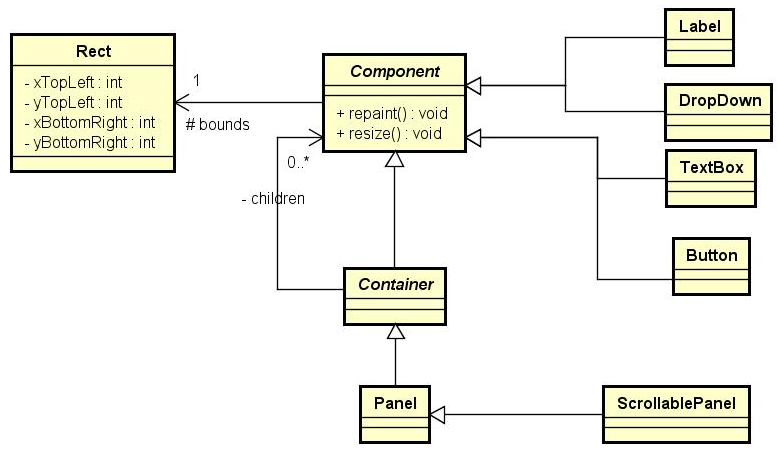 Rect
- xTopLeft : int
- yTopLeft : int
- xBottomRight : int
- yBottomRight : int
1
# bounds
Component
+ repaint() : void
+ resize() : void
0..*
- children
Label
DropDown
TextBox
Button
Container
Panel
ScrollablePanel